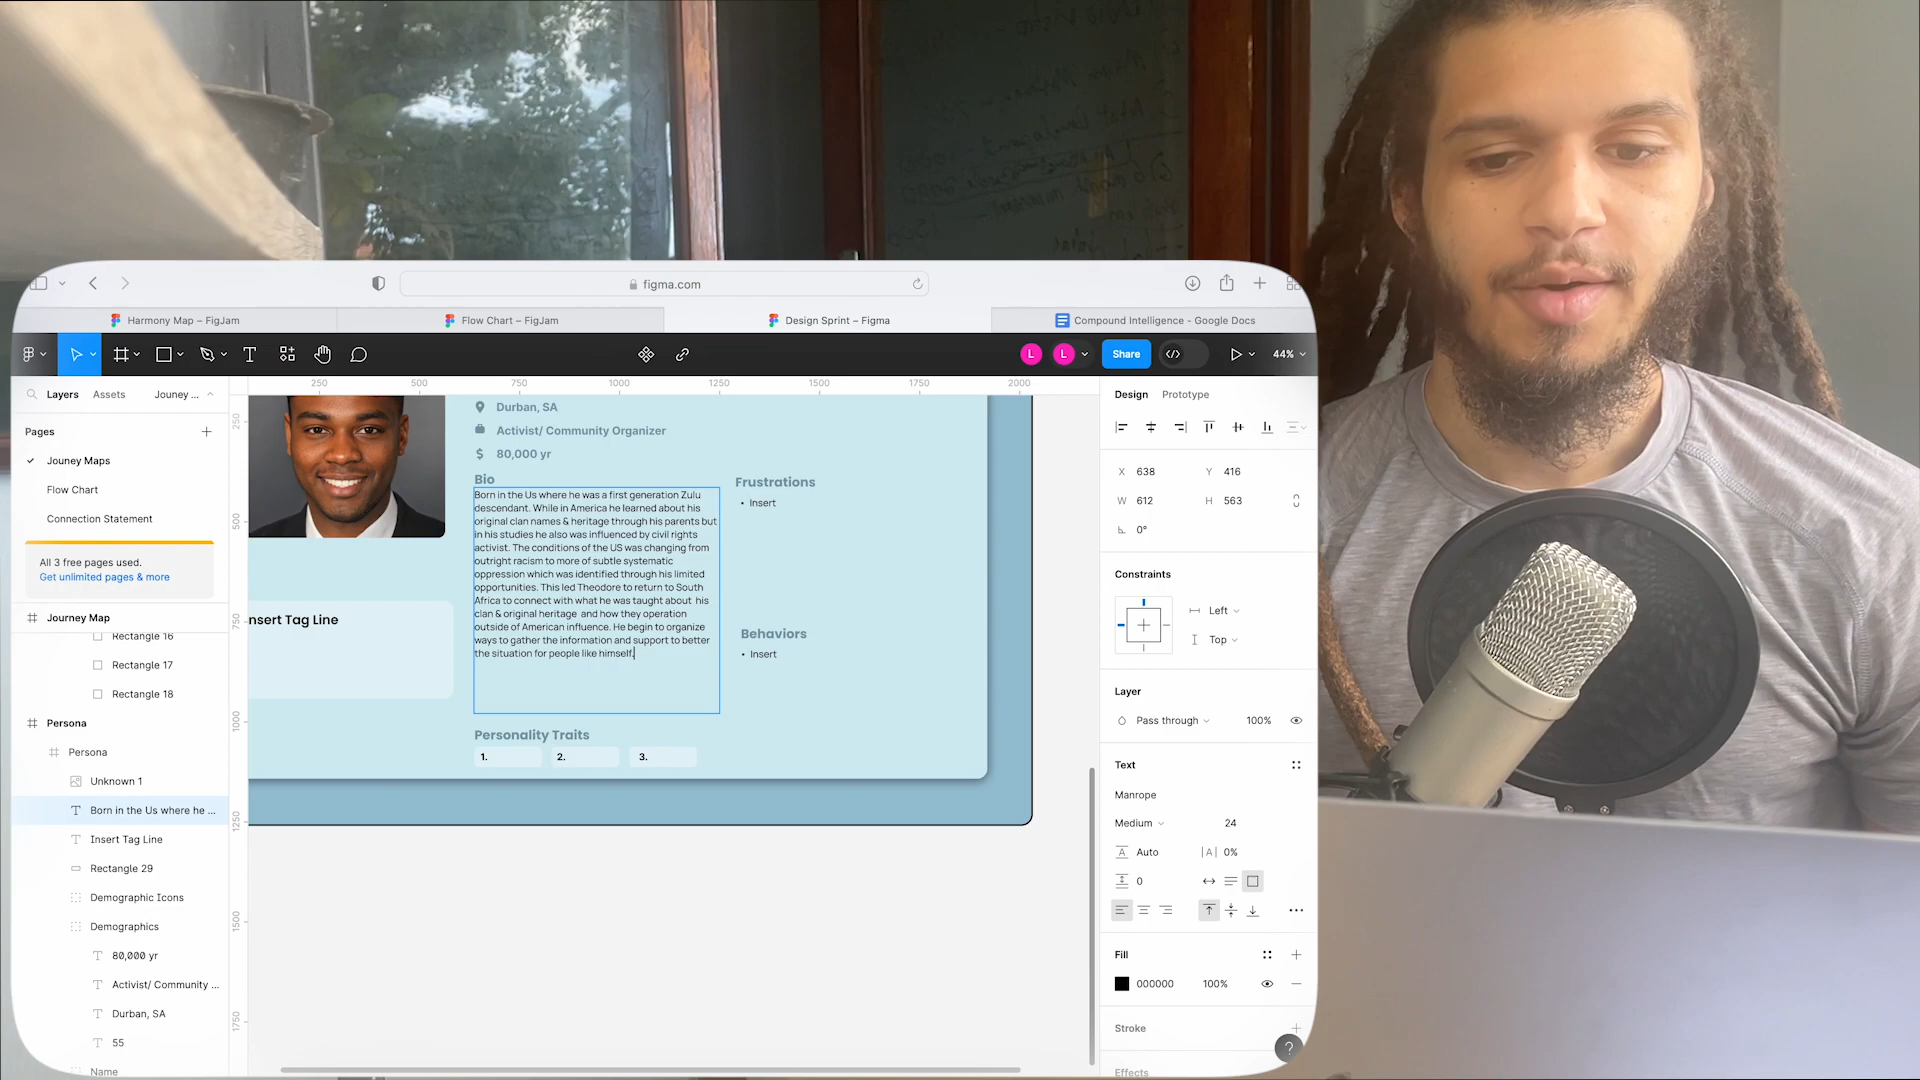 figma.com
Harmony Map – FigJam
Flow Chart – FigJam
Design Sprint – Figma
Compound Intelligence - Google Docs
L
L
Share
44%
Layers
Assets
Jouney ...
Pages
Jouney Maps
Flow Chart
Connection Statement
All 3 free pages used.
Get unlimited pages & more
Journey Map
Rectangle 16
Rectangle 17
Rectangle 18
Persona
Persona
Unknown 1
Born in the Us where he ...
Insert Tag Line
Rectangle 29
Demographic Icons
Demographics
80,000 yr
Activist/ Community ...
Durban, SA
55
Name
250
500
750
1000
1250
1500
1750
2000
250
500
750
1000
1250
1500
1750
Durban, SA
Activist/ Community Organizer
$ 80,000 yr
Bio
Born in the Us where he was a first generation Zulu
descendant. While in America he learned about his
original clan names & heritage through his parents but
in his studies he also was influenced by civil rights
activist. The conditions of the US was changing from
outright racism to more of subtle systematic
oppression which was identified through his limited
opportunities. This led Theodore to return to South
Africa to connect with what he was taught about his
clan & original heritage and how they operation
outside of American influence. He begin to organize
ways to gather the information and support to better
the situation for people like himself.
nsert Tag Line
Personality Traits
1.
2.
3.
Frustrations
• Insert
Behaviors
• Insert
Design
Prototype
X 638
Y 416
W 612
H 563
0°
Constraints
Left
Top
Layer
Pass through
100%
Text
Manrope
Medium
24
Auto
|A| 0%
0
Fill
000000
100%
Stroke
Effects
?